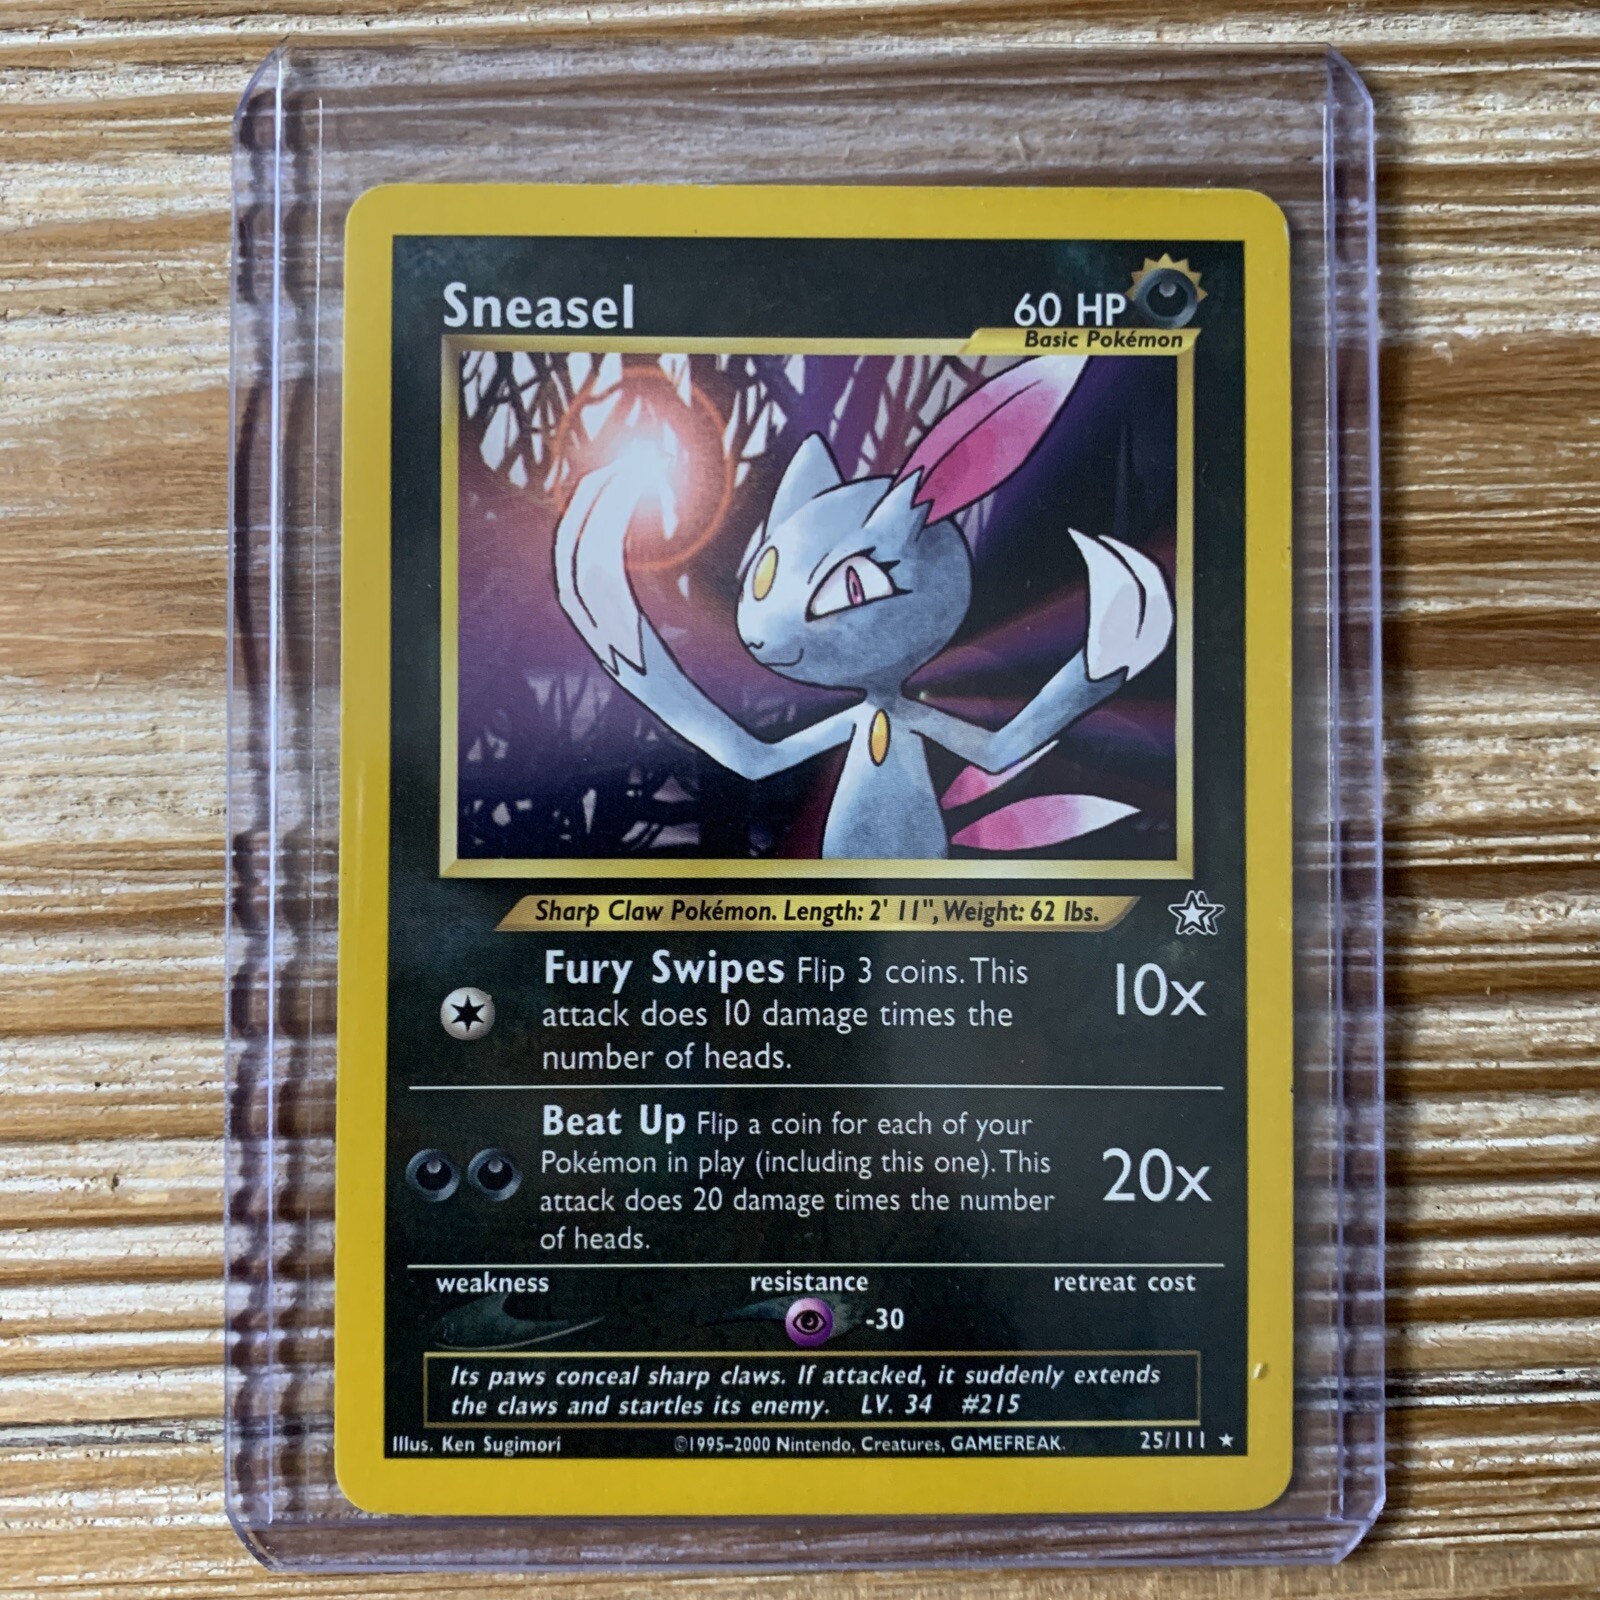 Sneasel
60 HP
Basic Pokémon
Sharp Claw Pokémon. Length: 2' 11", Weight: 62 lbs.
Fury Swipes Flip 3 coins. This
attack does 10 damage times the
number of heads.
10x
Beat Up Flip a coin for each of your
Pokémon in play (including this one). This
attack does 20 damage times the number
of heads.
20x
weakness resistance retreat cost
-30
Its paws conceal sharp claws. If attacked, it suddenly extends
the claws and startles its enemy. LV. 34 #215
Illus. Ken Sugimori ©1995-2000 Nintendo, Creatures, GAMEFREAK. 25/111 ★